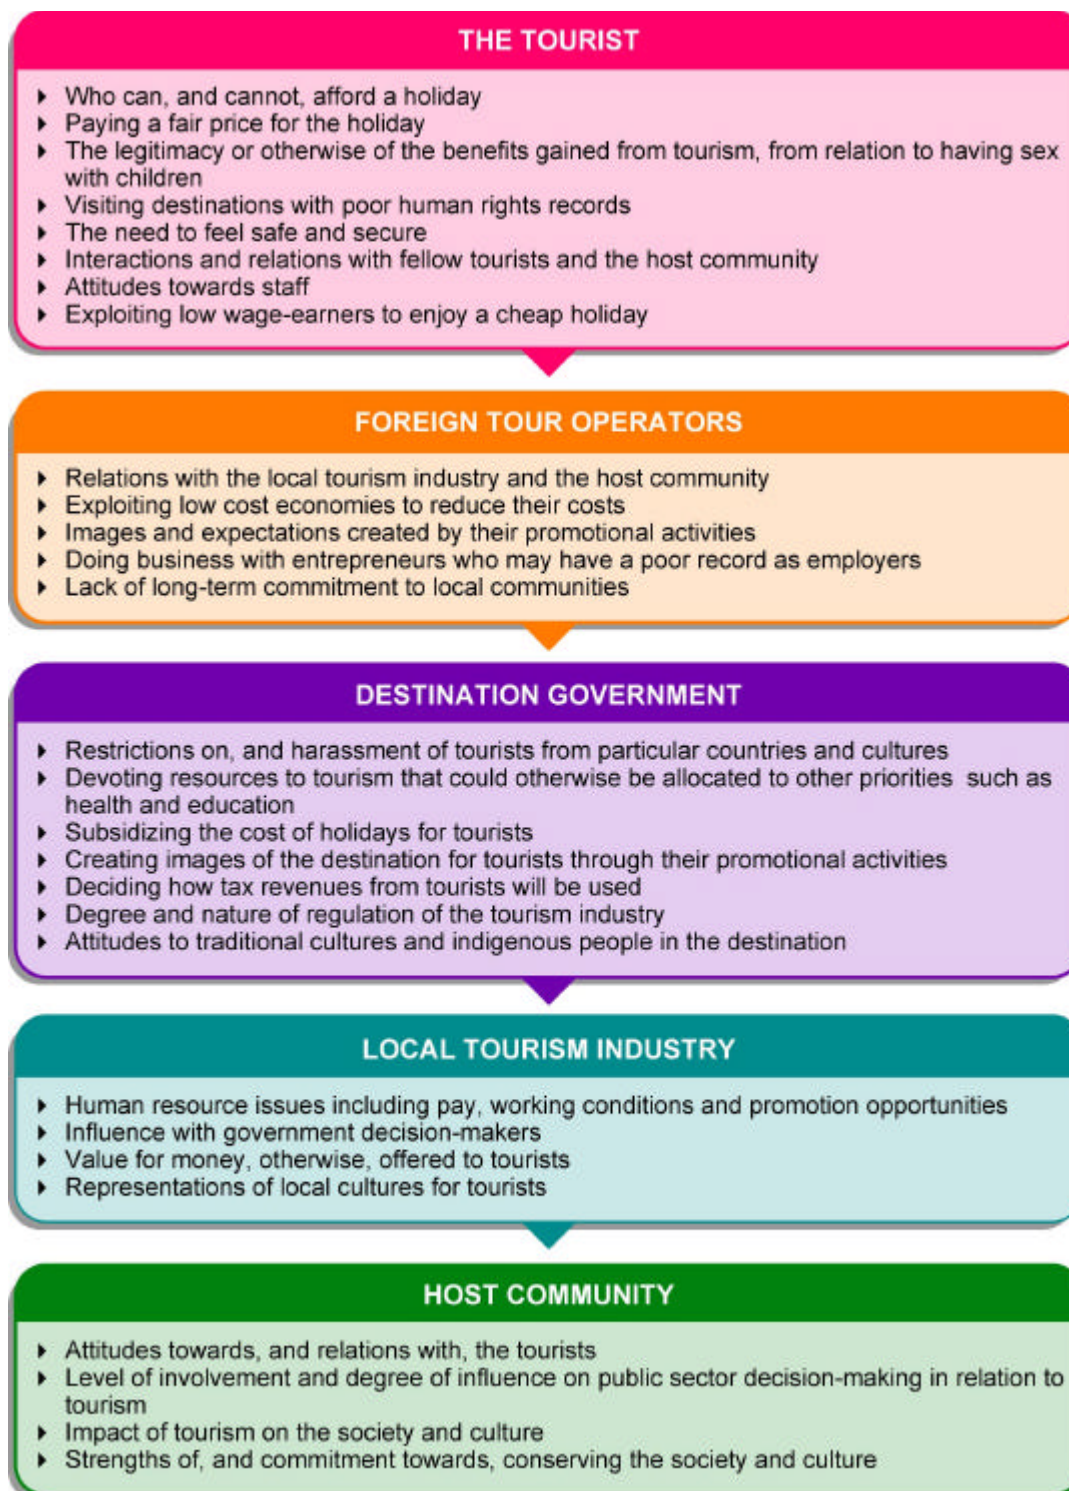 THE TOURIST
Who can, and cannot, afford a holiday
Paying a fair price for the holiday
The legitimacy or otherwise of the benefits gained from tourism, from relation to having sex
with children
Visiting destinations with poor human rights records
The need to feel safe and secure
Interactions and relations with fellow tourists and the host community
Attitudes towards staff
Exploiting low wage-earners to enjoy a cheap holiday
FOREIGN TOUR OPERATORS
Relations with the local tourism industry and the host community
Exploiting low cost economies to reduce their costs
Images and expectations created by their promotional activities
Doing business with entrepreneurs who may have a poor record as employers
Lack of long-term commitment to local communities
DESTINATION GOVERNMENT
Restrictions on, and harassment of tourists from particular countries and cultures
Devoting resources to tourism that could otherwise be allocated to other priorities such as
health and education
Subsidizing the cost of holidays for tourists
Creating images of the destination for tourists through their promotional activities
Deciding how tax revenues from tourists will be used
Degree and nature of regulation of the tourism industry
Attitudes to traditional cultures and indigenous people in the destination
LOCAL TOURISM INDUSTRY
Human resource issues including pay, working conditions and promotion opportunities
Influence with government decision-makers
Value for money, otherwise, offered to tourists
Representations of local cultures for tourists
HOST COMMUNITY
Attitudes towards, and relations with, the tourists
Level of involvement and degree of influence on public sector decision-making in relation to
tourism
Impact of tourism on the society and culture
Strengths of, and commitment towards, conserving the society and culture